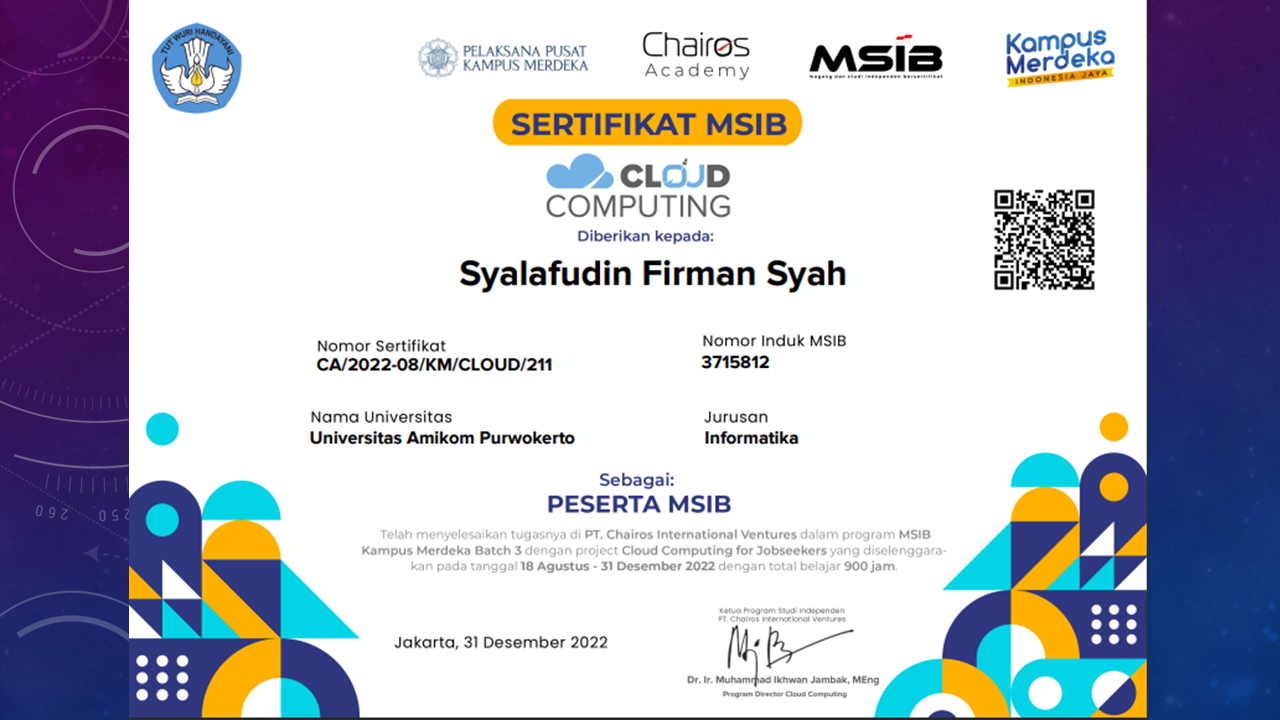 TUT WURI HANDAYANI
PELAKSANA PUSAT
KAMPUS MERDEKA
Chairos
Academy
MSIB
Magang dan studi independen bersertifikat
Kampus
Merdeka
INDONESIA JAYA
SERTIFIKAT MSIB
CLOUD
COMPUTING
Diberikan kepada:
Syalafudin Firman Syah
Nomor Sertifikat
CA/2022-08/KM/CLOUD/211
Nomor Induk MSIB
3715812
Nama Universitas
Universitas Amikom Purwokerto
Jurusan
Informatika
Sebagai:
PESERTA MSIB
Telah menyelesaikan tugasnya di PT. Chairos International Ventures dalam program MSIB
Kampus Merdeka Batch 3 dengan project Cloud Computing for Jobseekers yang diselenggara-
kan pada tanggal 18 Agustus - 31 Desember 2022 dengan total belajar 900 jam.
260
Jakarta, 31 Desember 2022
Ketua Program Studi Independen
PT. Chairos International Ventures
Dr. Ir. Muhammad Ikhwan Jambak, MEng
Program Director Cloud Computing